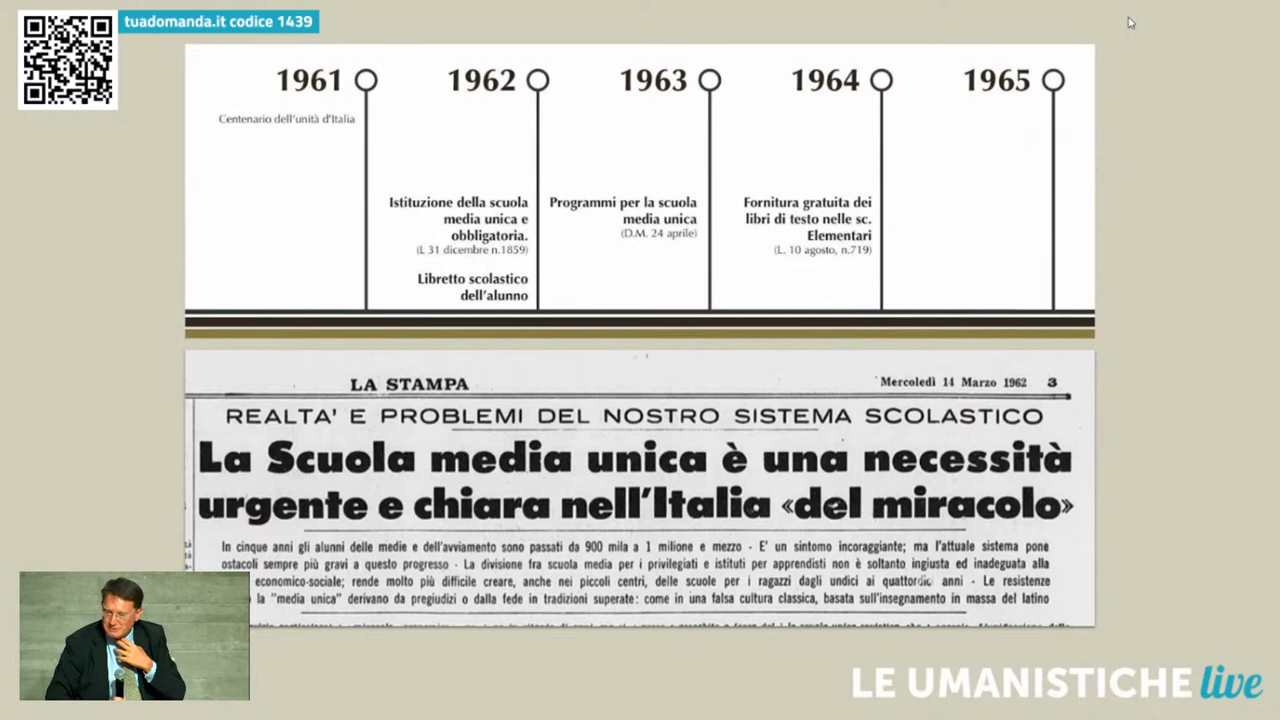 tuadomanda.it codice 1439
1961
1962
1963
1964
1965
Centenario dell'unità d'Italia
Istituzione della scuola
media unica e
obbligatoria.
(L 31 dicembre n.1859)
Libretto scolastico
dell'alunno
Programmi per la scuola
media unica
(D.M. 24 aprile)
Fornitura gratuita dei
libri di testo nelle sc.
Elementari
(L. 10 agosto, n.719)
LA STAMPA
Mercoledì 14 Marzo 1962 3
REALTA' E PROBLEMI DEL NOSTRO SISTEMA SCOLASTICO
La Scuola media unica è una necessità
urgente e chiara nell'Italia «del miracolo»
In cinque anni gli alunni delle medie e dell'avviamento sono passati da 900 mila a 1 milione e mezzo - E' un sintomo incoraggiante; ma l'attuale sistema pone
ostacoli sempre più gravi a questo progresso - La divisione fra scuola media per i privilegiati e istituti per apprendisti non è soltanto ingiusta ed inadeguata alla
economico-sociale; rende molto più difficile creare, anche nei piccoli centri, delle scuole per i ragazzi dagli undici ai quattordici anni - Le resistenze
la "media unica" derivano da pregiudizi o dalla fede in tradizioni superate: come in una falsa cultura classica, basata sull'insegnamento in massa del latino
LE UMANISTICHE live